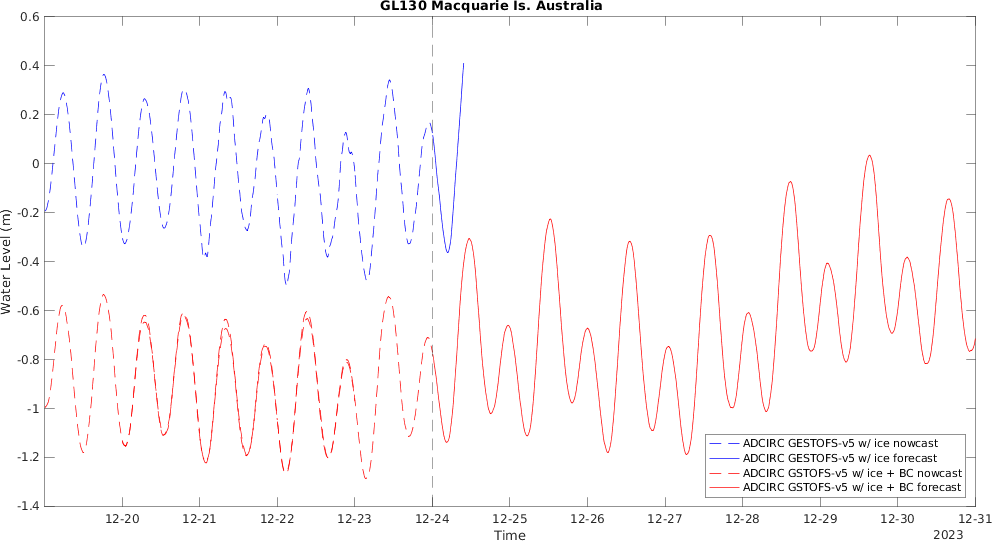 GL130 Macquarie Is. Australia
0.6
0.4
0.2
0
-0.2
-0.4
-0.6
-0.8
-1
-1.2
-1.4
Water Level (m)
ADCIRC GESTOFS-v5 w/ ice nowcast
ADCIRC GESTOFS-v5 w/ ice forecast
ADCIRC GSTOFS-v5 w/ ice + BC nowcast
ADCIRC GSTOFS-v5 w/ ice + BC forecast
12-20 12-21 12-22 12-23 12-24 12-25 12-26 12-27 12-28 12-29 12-30 12-31
Time
2023